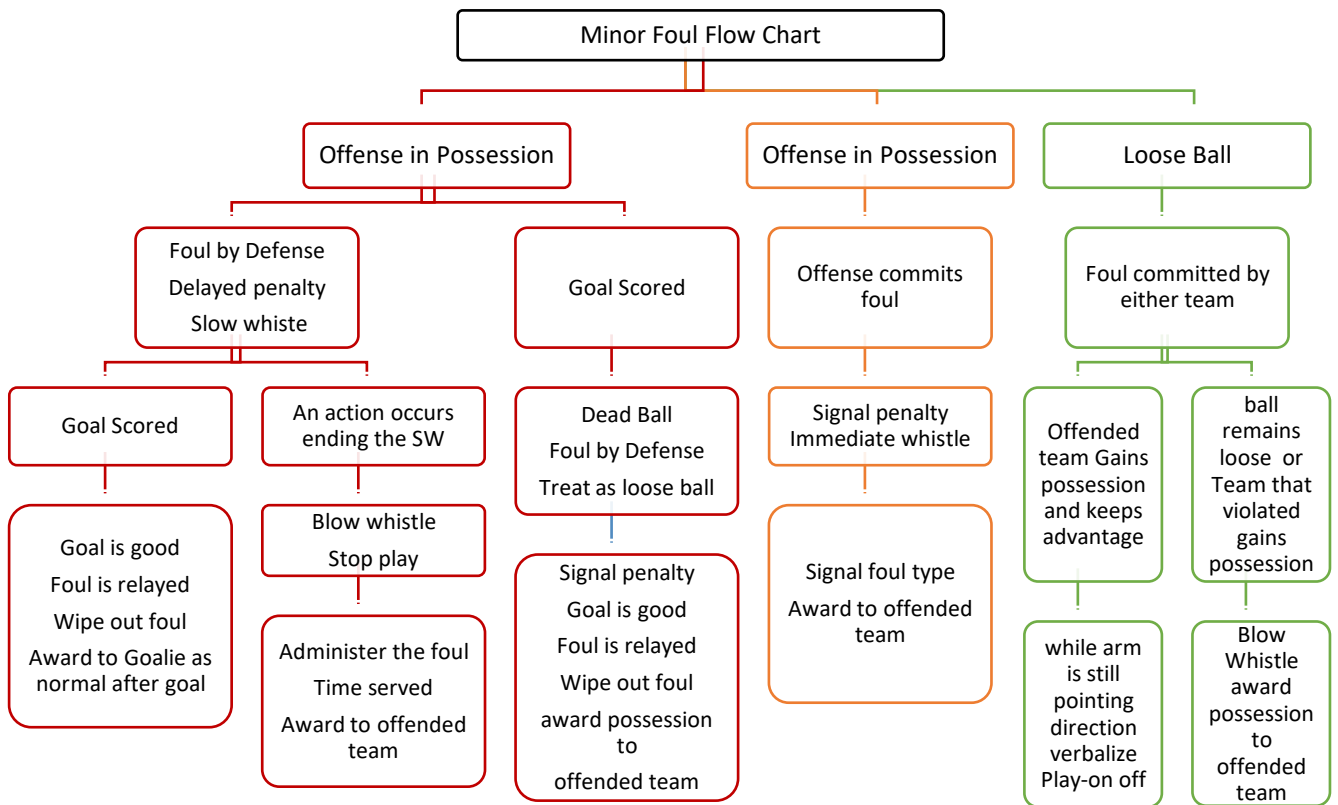 Minor Foul Flow Chart
Offense in Possession
Offense in Possession
Loose Ball
Foul by Defense
Delayed penalty
Slow whiste
Goal Scored
Offense commits
foul
Foul committed by
either team
Goal Scored
An action occurs
ending the SW
Dead Ball
Foul by Defense
Treat as loose ball
Signal penalty
Immediate whistle
Offended
team Gains
possession
and keeps
advantage
ball
remains
loose or
Team that
violated
gains
possession
Goal is good
Foul is relayed
Wipe out foul
Award to Goalie as
normal after goal
Blow whistle
Stop play
Administer the foul
Time served
Award to offended
team
Signal penalty
Goal is good
Foul is relayed
Wipe out foul
award possession
to
offended team
Signal foul type
Award to offended
team
while arm
is still
pointing
direction
verbalize
Play-on off
Blow
Whistle
award
possession
to
offended
team